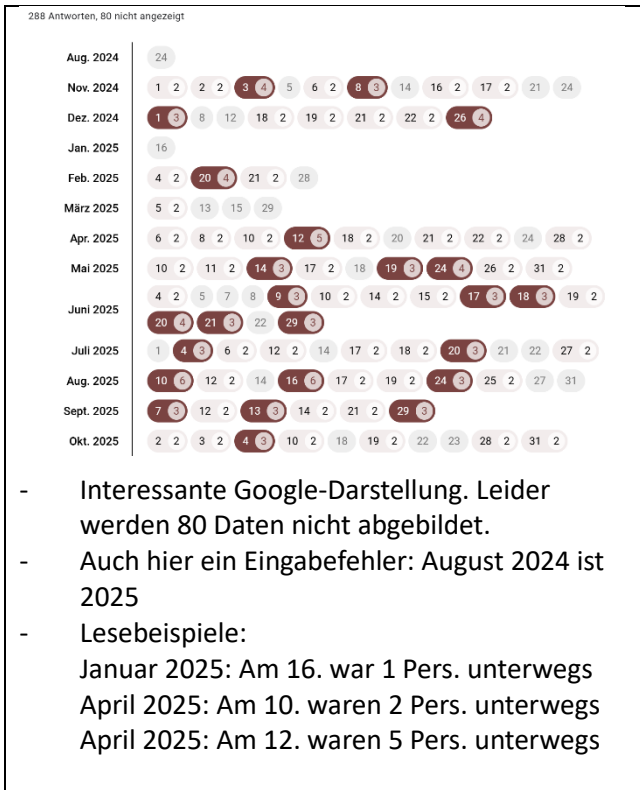 288 Antworten, 80 nicht angezeigt
Aug. 2024 24
Nov. 2024 1 2 2 2 3 4 5 6 2 8 3 14 16 2 17 2 21 24
Dez. 2024 1 3 8 12 18 2 19 2 21 2 22 2 26 4
Jan. 2025 16
Feb. 2025 4 2 20 4 21 2 28
März 2025 5 2 13 15 29
Apr. 2025 6 2 8 2 10 2 12 5 18 2 20 21 2 22 2 24 28 2
Mai 2025 10 2 11 2 14 3 17 2 18 19 3 24 4 26 2 31 2
Juni 2025 4 2 5 7 8 9 3 10 2 14 2 15 2 17 3 18 3 19 2
20 4 21 3 22 29 3
Juli 2025 1 4 3 6 2 12 2 14 17 2 18 2 20 3 21 22 27 2
Aug. 2025 10 6 12 2 14 16 6 17 2 19 2 24 3 25 2 27 31
Sept. 2025 7 3 12 2 13 3 14 2 21 2 29 3
Okt. 2025 2 2 3 2 4 3 10 2 18 19 2 22 23 28 2 31 2
- Interessante Google-Darstellung. Leider
werden 80 Daten nicht abgebildet.
- Auch hier ein Eingabefehler: August 2024 ist
2025
- Lesebeispiele:
Januar 2025: Am 16. war 1 Pers. unterwegs
April 2025: Am 10. waren 2 Pers. unterwegs
April 2025: Am 12. waren 5 Pers. unterwegs